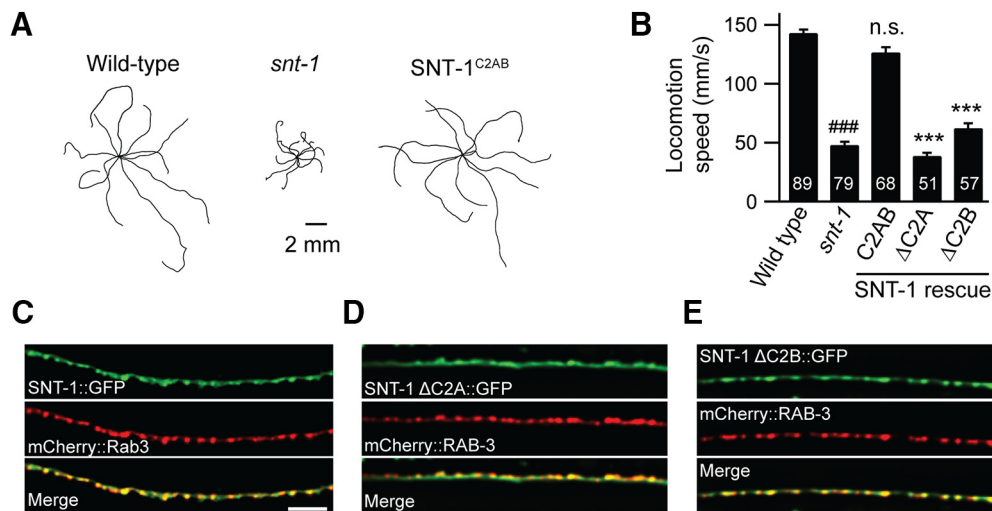 A
Wild-type
snt-1
SNT-1^C2AB
2 mm
B
Locomotion
speed (mm/s)
150
100
50
0
n.s.
###
***
***
89
79
68
51
57
Wild type
snt-1
C2AB
ΔC2A
ΔC2B
SNT-1 rescue
C
SNT-1::GFP
mCherry::Rab3
Merge
D
SNT-1 ΔC2A::GFP
mCherry::RAB-3
Merge
E
SNT-1 ΔC2B::GFP
mCherry::RAB-3
Merge